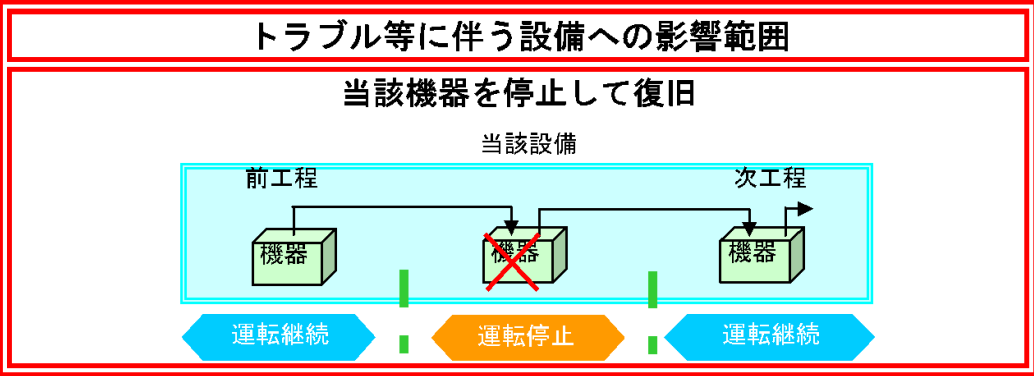 トラブル等に伴う設備への影響範囲
当該機器を停止して復旧
当該設備
前工程
次工程
機器
機器
機器
運転継続
運転停止
運転継続